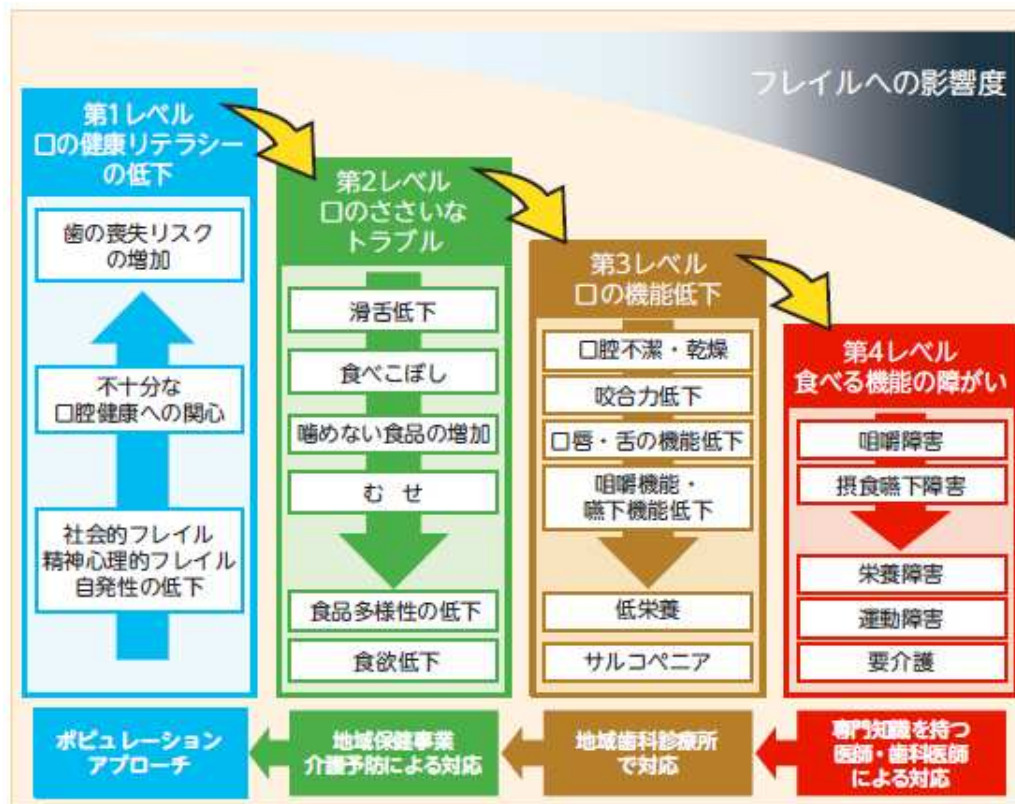 フレイルへの影響度
第1レベル
口の健康リテラシー
の低下
歯の喪失リスク
の増加
不十分な
口腔健康への関心
社会的フレイル
精神心理的フレイル
自発性の低下
ポピュレーション
アプローチ
第2レベル
口のささいな
トラブル
滑舌低下
食べこぼし
噛めない食品の増加
むせ
食品多様性の低下
食欲低下
地域保健事業
介護予防による対応
第3レベル
口の機能低下
口腔不潔・乾燥
咬合力低下
口唇・舌の機能低下
咀嚼機能・
嚥下機能低下
低栄養
サルコペニア
地域歯科診療所
で対応
第4レベル
食べる機能の障がい
咀嚼障害
摂食嚥下障害
栄養障害
運動障害
要介護
専門知識を持つ
医師・歯科医師
による対応